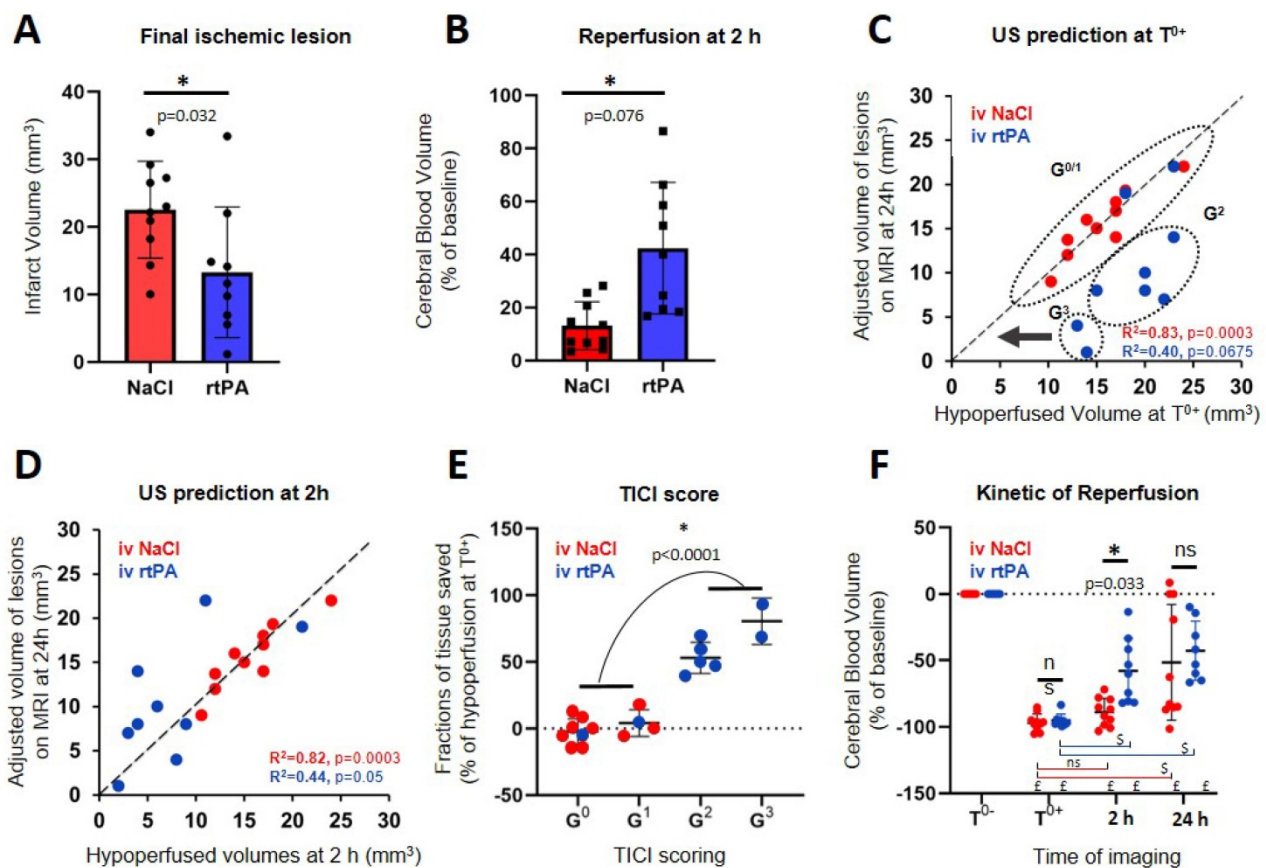 A
Final ischemic lesion
*
p=0.032
Infarct Volume (mm³)
40
30
20
10
0
NaCl
rtPA
B
Reperfusion at 2 h
*
p=0.076
Cerebral Blood Volume
(% of baseline)
100
80
60
40
20
0
NaCl
rtPA
C
US prediction at T⁰⁺
Adjusted volume of lesions
on MRI at 24h (mm³)
30
25
20
15
10
5
0
iv NaCl
iv rtPA
G⁰/¹
G²
G³
R²=0.83, p=0.0003
R²=0.40, p=0.0675
0 5 10 15 20 25 30
Hypoperfused Volume at T⁰⁺ (mm³)
D
US prediction at 2h
Adjusted volume of lesions
on MRI at 24h (mm³)
30
25
20
15
10
5
0
iv NaCl
iv rtPA
R²=0.82, p=0.0003
R²=0.44, p=0.05
0 5 10 15 20 25 30
Hypoperfused volumes at 2 h (mm³)
E
TICI score
Fractions of tissue saved
(% of hypoperfusion at T⁰⁺)
150
100
50
0
-50
iv NaCl
iv rtPA
*
p<0.0001
G⁰ G¹ G² G³
TICI scoring
F
Kinetic of Reperfusion
Cerebral Blood Volume
(% of baseline)
50
0
-50
-100
-150
iv NaCl
iv rtPA
*
p=0.033
ns
n
s
$
$
ns
$
£ £ £ £ £ £
T⁰⁻ T⁰⁺ 2 h 24 h
Time of imaging